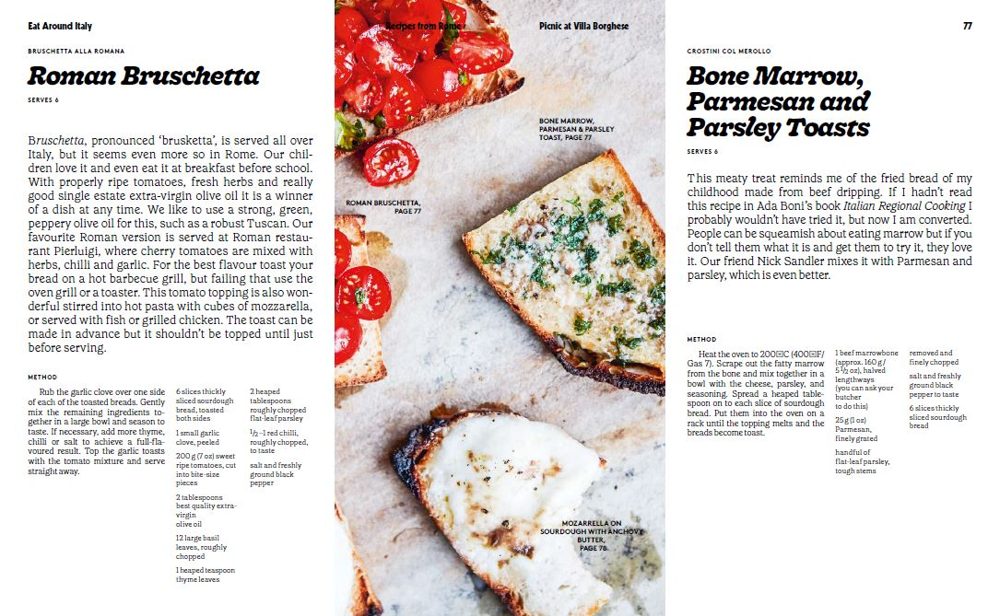 Eat Around Italy
BRUSCHETTA ALLA ROMANA
Roman Bruschetta
SERVES 6
Bruschetta, pronounced ‘brusketta’, is served all over
Italy, but it seems even more so in Rome. Our chil-
dren love it and even eat it at breakfast before school.
With properly ripe tomatoes, fresh herbs and really
good single estate extra-virgin olive oil it is a winner
of a dish at any time. We like to use a strong, green,
peppery olive oil for this, such as a robust Tuscan. Our
favourite Roman version is served at Roman restau-
rant Pierluigi, where cherry tomatoes are mixed with
herbs, chilli and garlic. For the best flavour toast your
bread on a hot barbecue grill, but failing that use the
oven grill or a toaster. This tomato topping is also won-
derful stirred into hot pasta with cubes of mozzarella,
or served with fish or grilled chicken. The toast can be
made in advance but it shouldn’t be topped until just
before serving.
METHOD
Rub the garlic clove over one side
of each of the toasted breads. Gently
mix the remaining ingredients to-
gether in a large bowl and season to
taste. If necessary, add more thyme,
chilli or salt to achieve a full-fla-
voured result. Top the garlic toasts
with the tomato mixture and serve
straight away.
6 slices thickly
sliced sourdough
bread, toasted
both sides
1 small garlic
clove, peeled
200 g (7 oz) sweet
ripe tomatoes, cut
into bite-size
pieces
2 tablespoons
best quality extra-
virgin
olive oil
12 large basil
leaves, roughly
chopped
1 heaped teaspoon
thyme leaves
2 heaped
tablespoons
roughly chopped
flat-leaf parsley
1/2–1 red chilli,
roughly chopped,
to taste
salt and freshly
ground black
pepper
Recipes from Rome
Picnic at Villa Borghese
BONE MARROW,
PARMESAN & PARSLEY
TOAST, PAGE 77
ROMAN BRUSCHETTA,
PAGE 77
MOZARRELLA ON
SOURDOUGH WITH ANCHOVY
BUTTER,
PAGE 78
77
CROSTINI COL MEROLLO
Bone Marrow,
Parmesan and
Parsley Toasts
SERVES 6
This meaty treat reminds me of the fried bread of my
childhood made from beef dripping. If I hadn’t read
this recipe in Ada Boni’s book Italian Regional Cooking I
probably wouldn’t have tried it, but now I am converted.
People can be squeamish about eating marrow but if you
don’t tell them what it is and get them to try it, they love
it. Our friend Nick Sandler mixes it with Parmesan and
parsley, which is even better.
METHOD
Heat the oven to 200☒C (400☒F/
Gas 7). Scrape out the fatty marrow
from the bone and mix together in a
bowl with the cheese, parsley, and
seasoning. Spread a heaped table-
spoon on to each slice of sourdough
bread. Put them into the oven on a
rack until the topping melts and the
breads become toast.
1 beef marrowbone
(approx. 160 g /
5 1/2 oz), halved
lengthways
(you can ask your
butcher
to do this)
25 g (1 oz)
Parmesan,
finely grated
handful of
flat-leaf parsley,
tough stems
removed and
finely chopped
salt and freshly
ground black
pepper to taste
6 slices thickly
sliced sourdough
bread